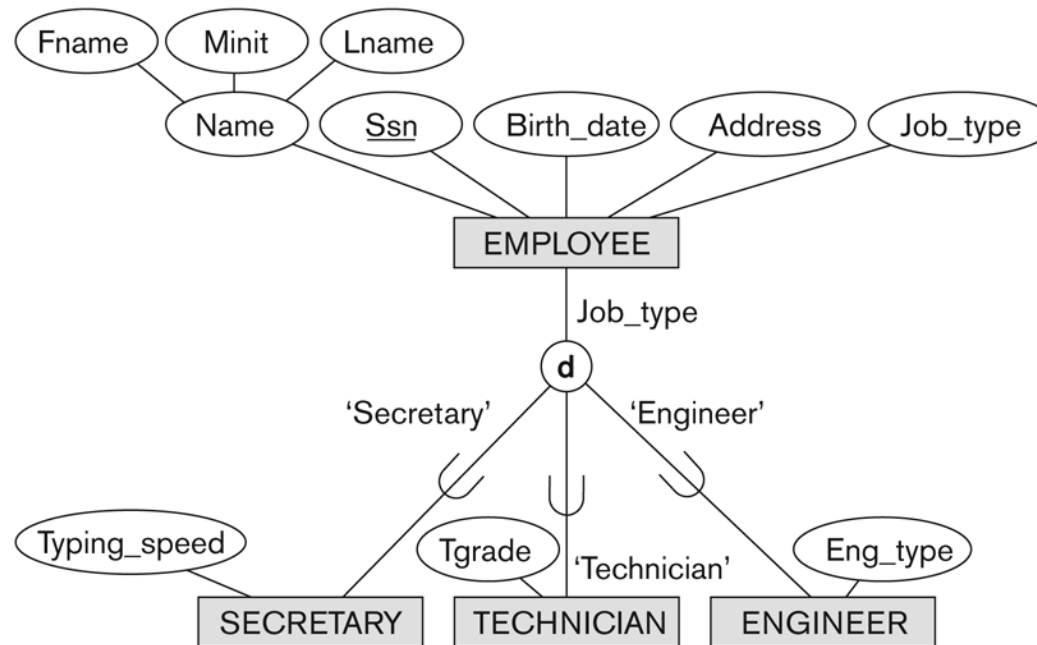 Fname
Minit
Lname
Name
Ssn
Birth_date
Address
Job_type
EMPLOYEE
Job_type
d
‘Secretary’
‘Engineer’
Typing_speed
Tgrade
‘Technician’
Eng_type
SECRETARY
TECHNICIAN
ENGINEER